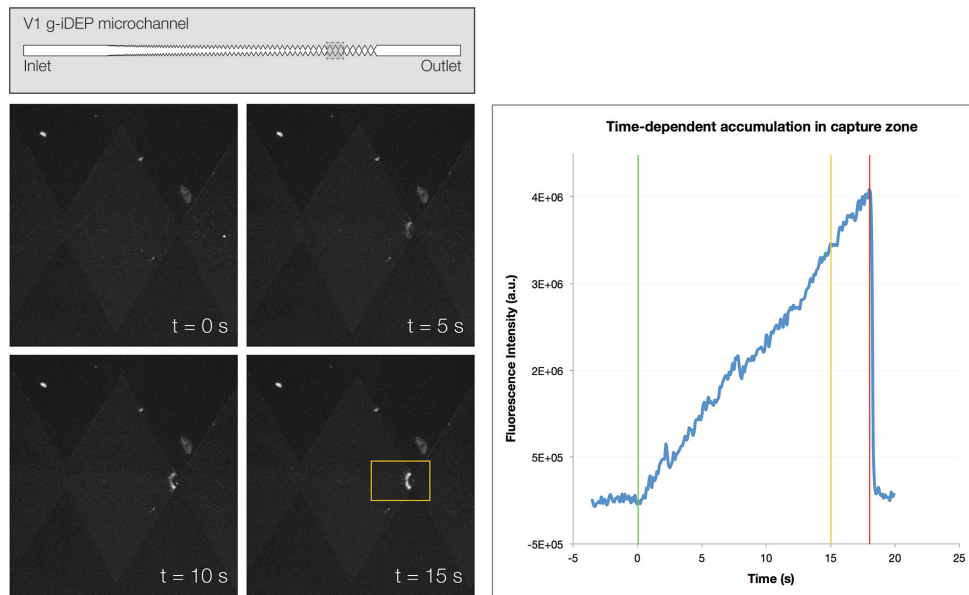 V1 g-iDEP microchannel
Inlet
Outlet
t = 0 s
t = 5 s
t = 10 s
t = 15 s
Time-dependent accumulation in capture zone
Fluorescence Intensity (a.u.)
4E+06
3E+06
2E+06
5E+05
-5E+05
-5
0
5
10
15
20
25
Time (s)